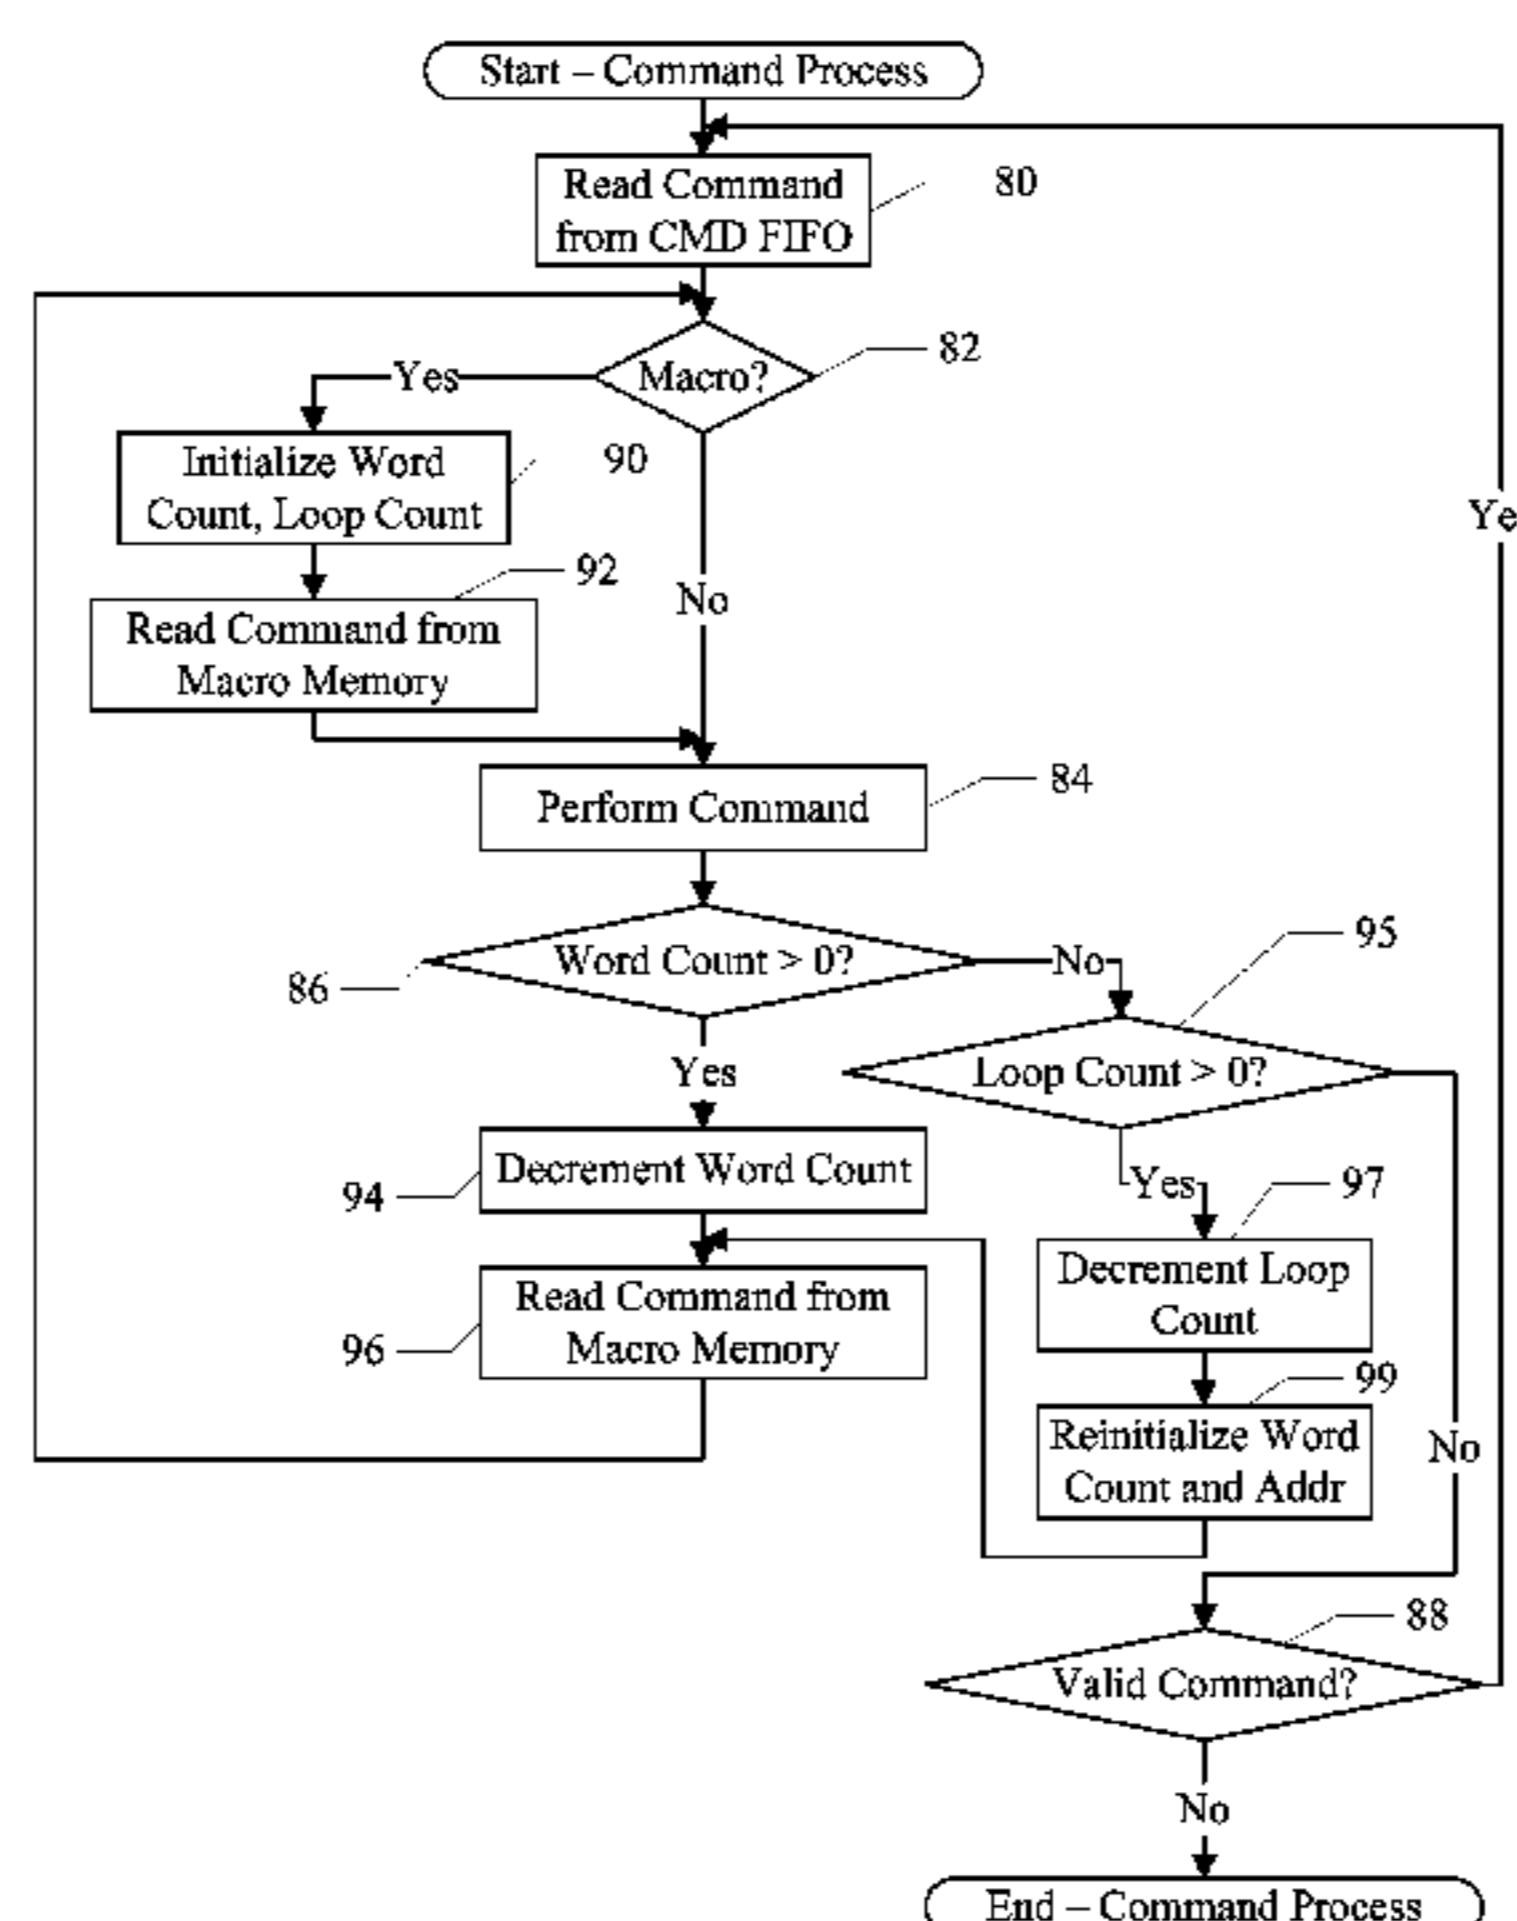 Start – Command Process
Read Command
from CMD FIFO
80
Macro?
82
Yes
Initialize Word
Count, Loop Count
90
Ye
92
No
Read Command from
Macro Memory
Perform Command
84
Word Count > 0?
86
No
95
Yes
Loop Count > 0?
Decrement Word Count
94
Yes
97
Decrement Loop
Count
Read Command from
Macro Memory
96
99
Reinitialize Word
Count and Addr
No
88
Valid Command?
No
End – Command Process